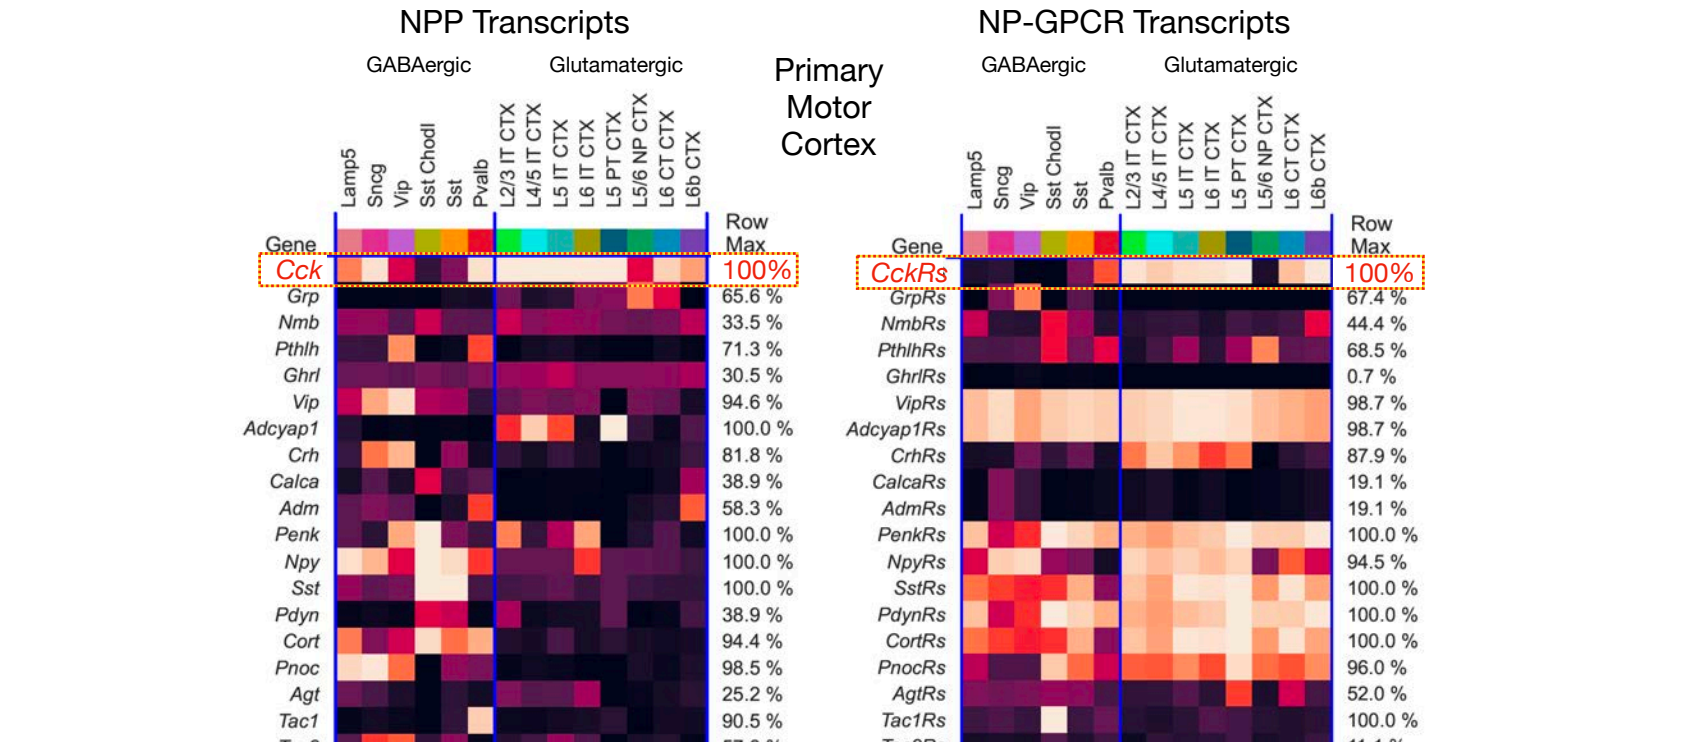 NPP Transcripts
GABAergic Glutamatergic
Lamp5 Sncg Vip Sst Chodl Sst Pvalb L2/3 IT CTX L4/5 IT CTX L5 IT CTX L6 IT CTX L5 PT CTX L5/6 NP CTX L6 CT CTX L6b CTX
Gene Row Max
Cck 100%
Grp 65.6 %
Nmb 33.5 %
Pthlh 71.3 %
Ghrl 30.5 %
Vip 94.6 %
Adcyap1 100.0 %
Crh 81.8 %
Calca 38.9 %
Adm 58.3 %
Penk 100.0 %
Npy 100.0 %
Sst 100.0 %
Pdyn 38.9 %
Cort 94.4 %
Pnoc 98.5 %
Agt 25.2 %
Tac1 90.5 %
Primary
Motor
Cortex
NP-GPCR Transcripts
GABAergic Glutamatergic
Lamp5 Sncg Vip Sst Chodl Sst Pvalb L2/3 IT CTX L4/5 IT CTX L5 IT CTX L6 IT CTX L5 PT CTX L5/6 NP CTX L6 CT CTX L6b CTX
Gene Row Max
CckRs 100%
GrpRs 67.4 %
NmbRs 44.4 %
PthlhRs 68.5 %
GhrlRs 0.7 %
VipRs 98.7 %
Adcyap1Rs 98.7 %
CrhRs 87.9 %
CalcaRs 19.1 %
AdmRs 19.1 %
PenkRs 100.0 %
NpyRs 94.5 %
SstRs 100.0 %
PdynRs 100.0 %
CortRs 100.0 %
PnocRs 96.0 %
AgtRs 52.0 %
Tac1Rs 100.0 %